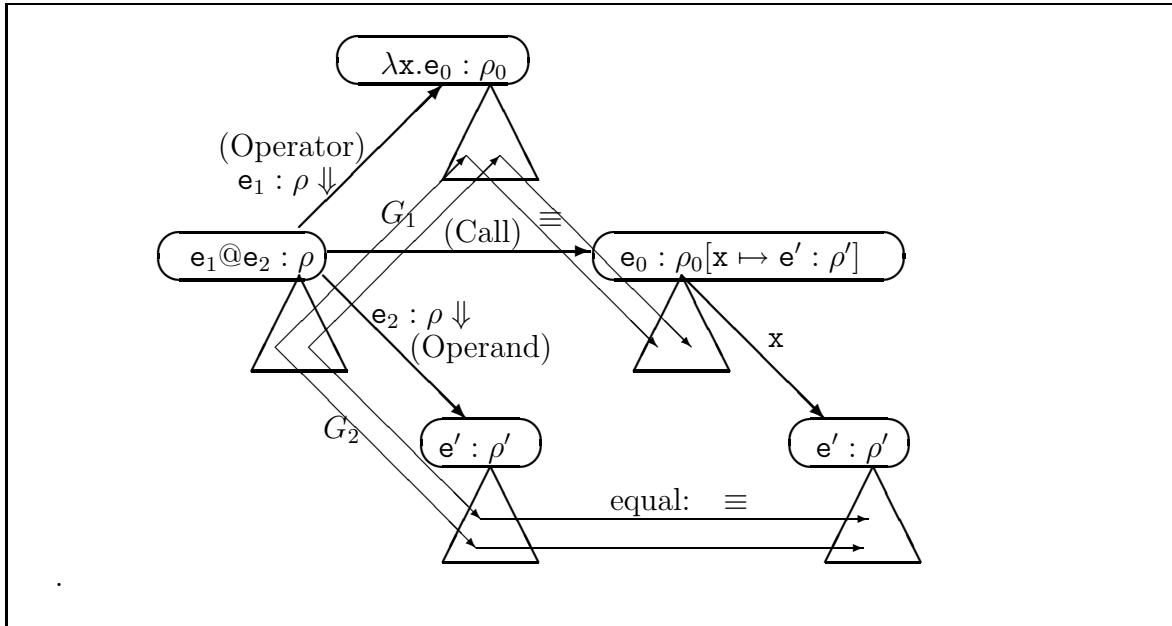 λx.e₀ : ρ₀
(Operator)
e₁ : ρ ⇓
G₁
(Call)
≡
e₁@e₂ : ρ
e₀ : ρ₀[x ↦ e′ : ρ′]
e₂ : ρ ⇓
(Operand)
x
G₂
e′ : ρ′
e′ : ρ′
equal: ≡
.